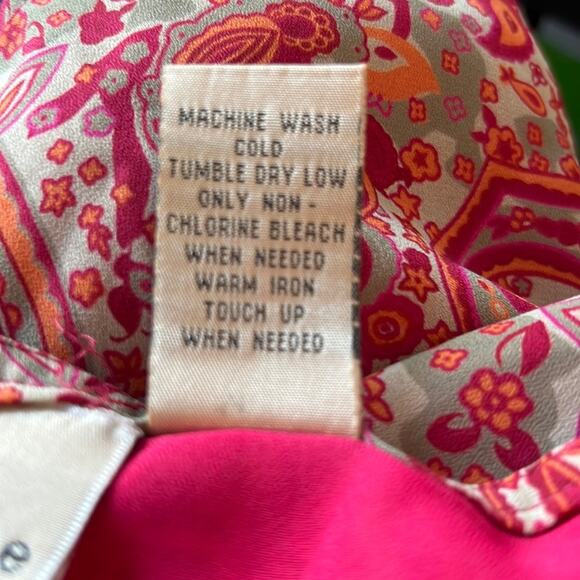 MACHINE WASH
COLD
TUMBLE DRY LOW
ONLY NON -
CHLORINE BLEACH
WHEN NEEDED
WARM IRON
TOUCH UP
WHEN NEEDED